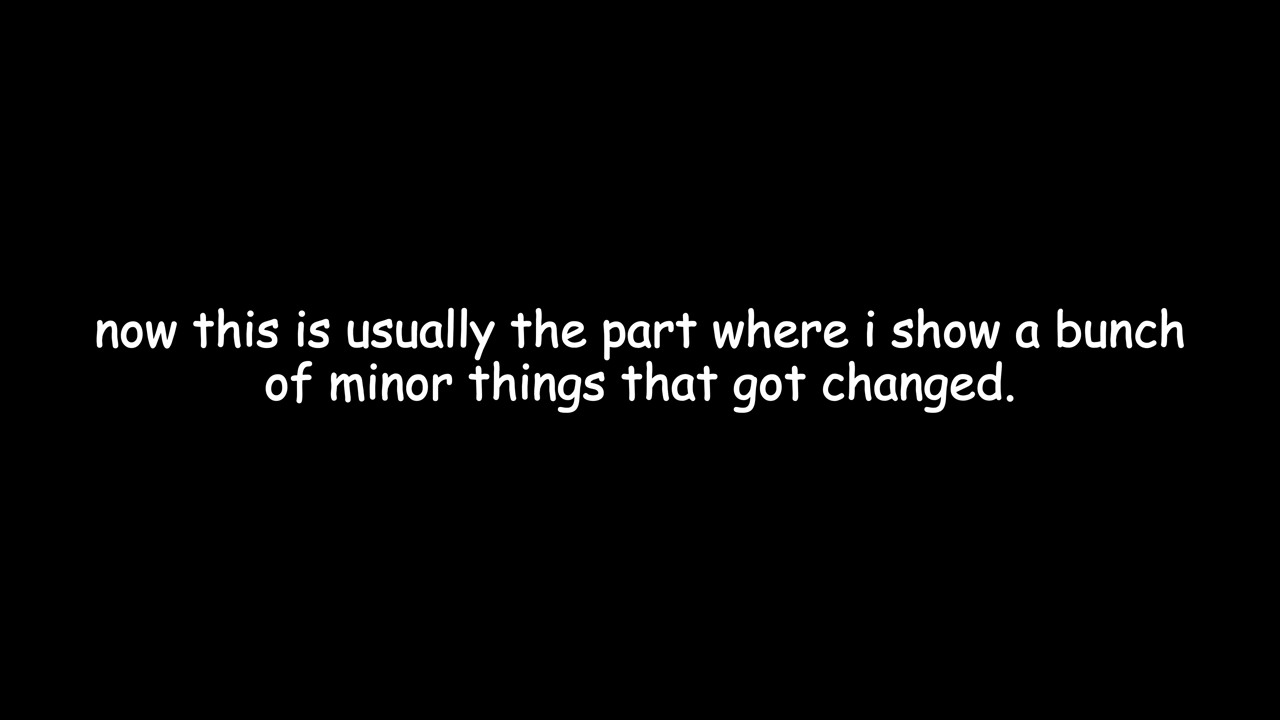 now this is usually the part where i show a bunch
of minor things that got changed.